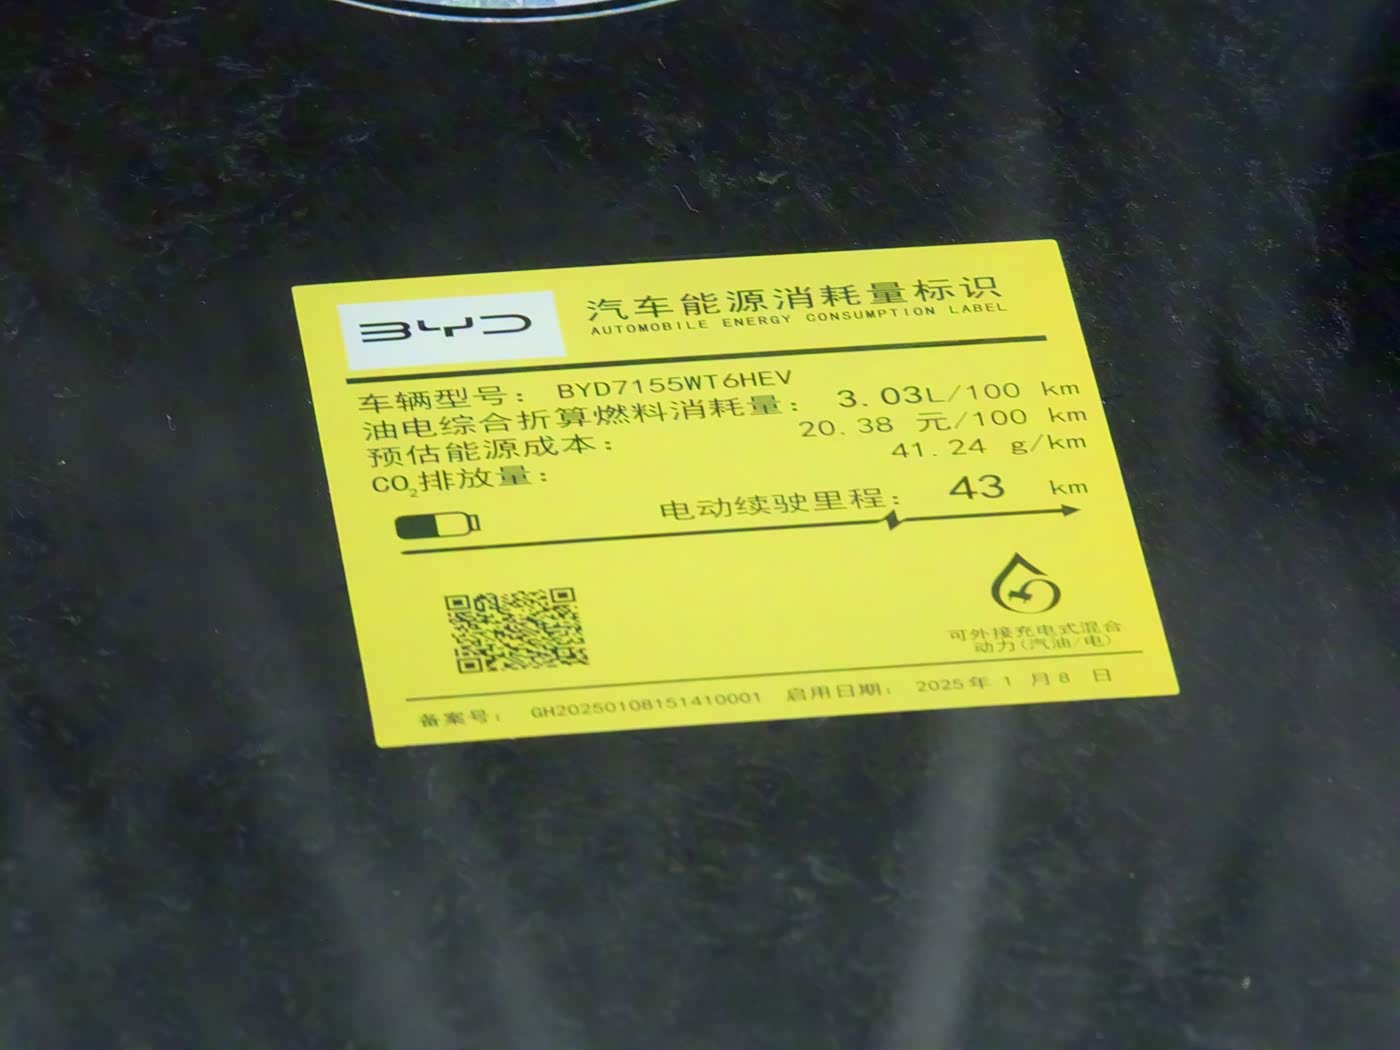 BYD
汽车能源消耗量标识
AUTOMOBILE ENERGY CONSUMPTION LABEL
车辆型号： BYD7155WT6HEV
油电综合折算燃料消耗量： 3.03L/100 km
预估能源成本： 20.38 元/100 km
CO₂排放量： 41.24 g/km
电动续驶里程： 43 km
可外接充电式混合
动力(汽油/电)
备案号： GH20250108151410001 启用日期： 2025年 1 月8 日